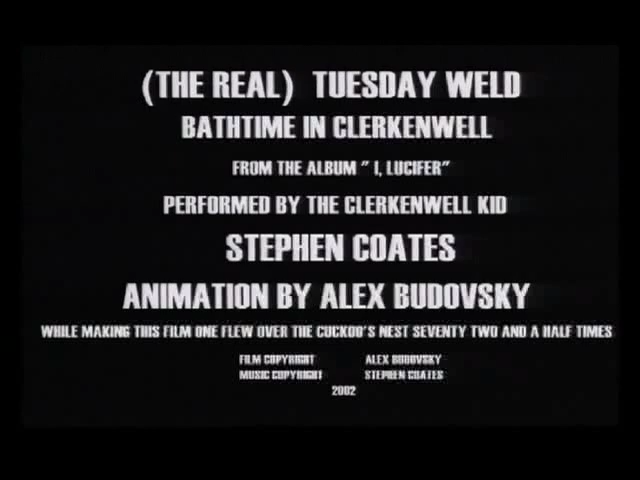 (THE REAL) TUESDAY WELD
BATHTIME IN CLERKENWELL
FROM THE ALBUM " I, LUCIFER"
PERFORMED BY THE CLERKENWELL KID
STEPHEN COATES
ANIMATION BY ALEX BUDOVSKY
WHILE MAKING THIS FILM ONE FLEW OVER THE CUCKOO'S NEST SEVENTY TWO AND A HALF TIMES
FILM COPYRIGHT ALEX BUDOVSKY
MUSIC COPYRIGHT STEPHEN COATES
2002